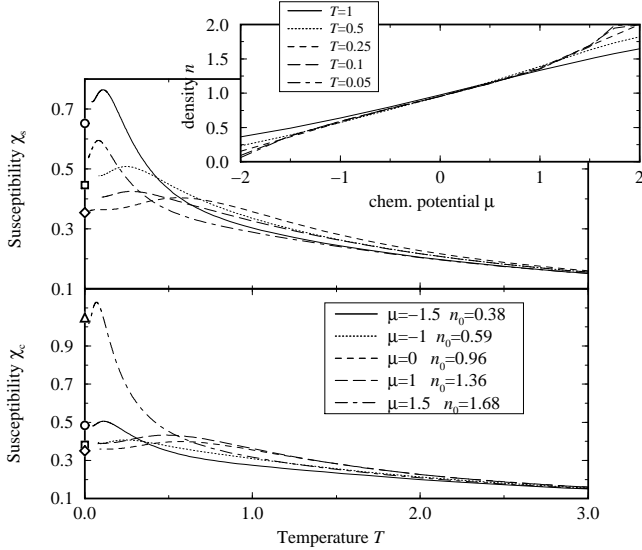 2.0
1.5
1.0
0.5
0.0
density n
T=1
T=0.5
T=0.25
T=0.1
T=0.05
−2 −1 0 1 2
chem. potential μ
0.7
0.5
0.3
0.1
Susceptibility χs
0.9
0.7
0.5
0.3
0.1
Susceptibility χc
μ=−1.5 n0=0.38
μ=−1 n0=0.59
μ=0 n0=0.96
μ=1 n0=1.36
μ=1.5 n0=1.68
0.0 1.0 2.0 3.0
Temperature T